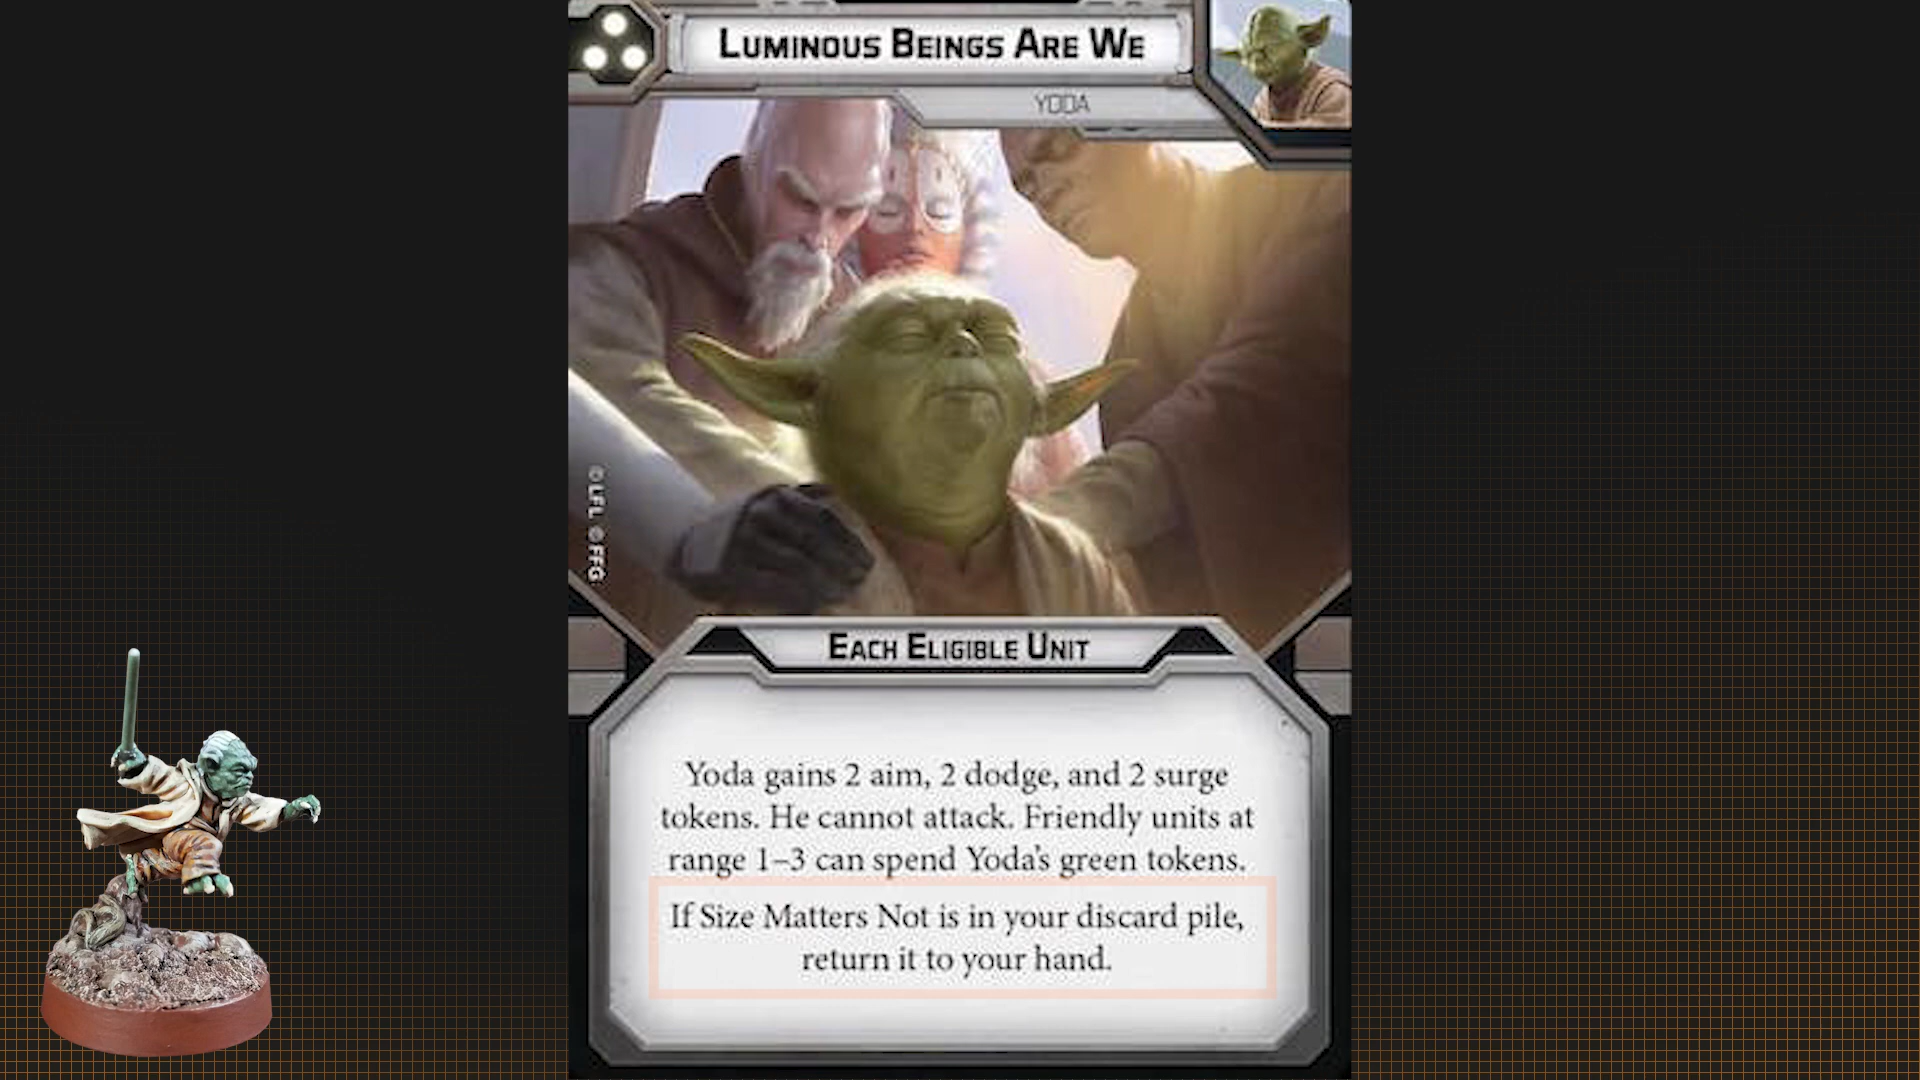 Luminous Beings Are We
YODA
©LFL ©FFG
Each Eligible Unit
Yoda gains 2 aim, 2 dodge, and 2 surge
tokens. He cannot attack. Friendly units at
range 1–3 can spend Yoda's green tokens.
If Size Matters Not is in your discard pile,
return it to your hand.